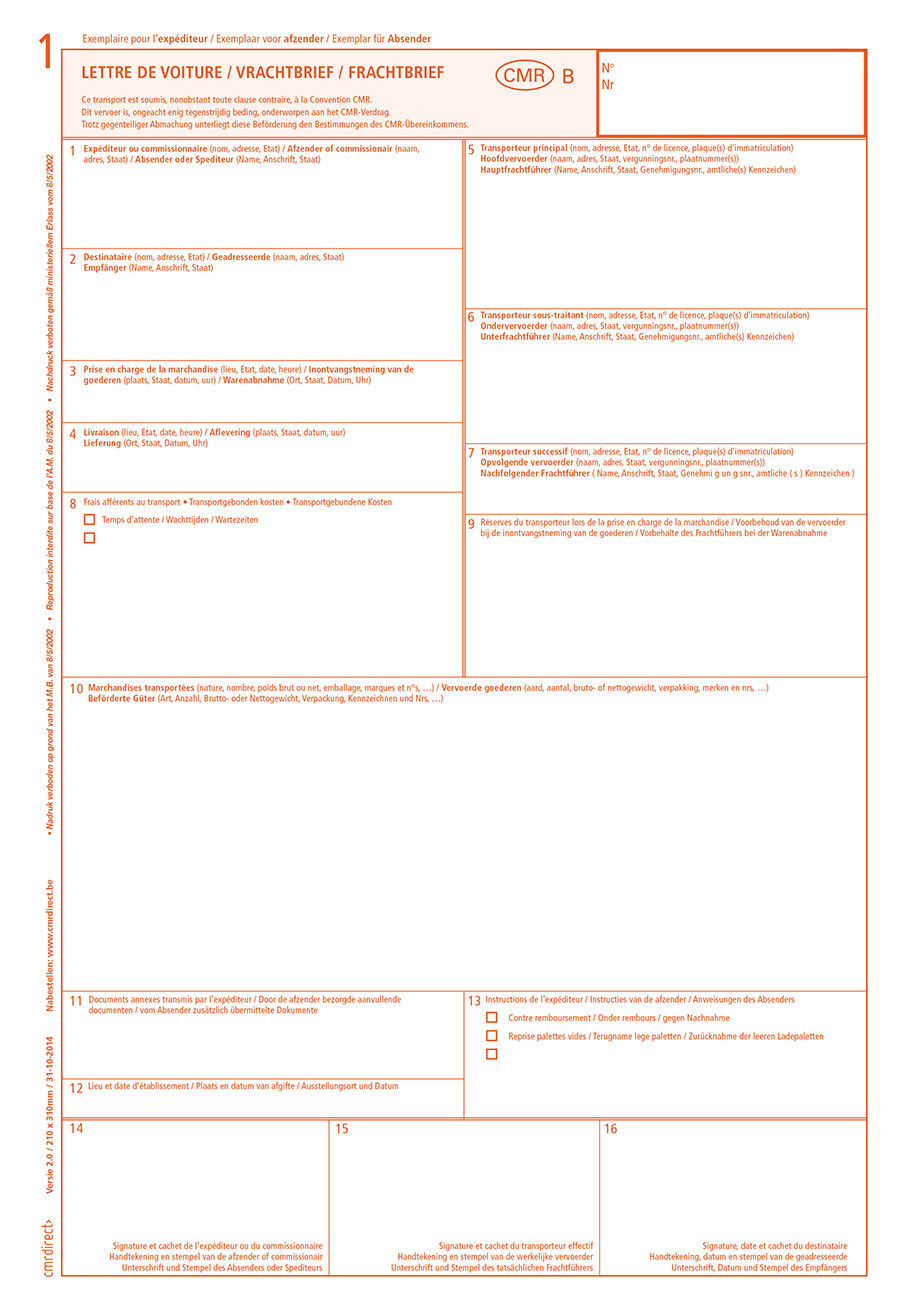 1
Exemplaire pour l'expéditeur / Exemplaar voor afzender / Exemplar für Absender
LETTRE DE VOITURE / VRACHTBRIEF / FRACHTBRIEF
CMR B
Ce transport est soumis, nonobstant toute clause contraire, à la Convention CMR.
Dit vervoer is, ongeacht enig tegenstrijdig beding, onderworpen aan het CMR-Verdrag.
Trotz gegenteiliger Abmachung unterliegt diese Beförderung den Bestimmungen des CMR-Übereinkommens.
Nº
Nr
1 Expéditeur ou commissionnaire (nom, adresse, Etat) / Afzender of commissionair (naam,
adres, Staat) / Absender oder Spediteur (Name, Anschrift, Staat)
2 Destinataire (nom, adresse, Etat) / Geadresseerde (naam, adres, Staat)
Empfänger (Name, Anschrift, Staat)
3 Prise en charge de la marchandise (lieu, Etat, date, heure) / Inontvangstneming van de
goederen (plaats, Staat, datum, uur) / Warenabnahme (Ort, Staat, Datum, Uhr)
4 Livraison (lieu, Etat, date, heure) / Aflevering (plaats, Staat, datum, uur)
Lieferung (Ort, Staat, Datum, Uhr)
8 Frais afférents au transport • Transportgebonden kosten • Transportgebundene Kosten
Temps d'attente / Wachttijden / Wartezeiten
5 Transporteur principal (nom, adresse, Etat, n° de licence, plaque(s) d'immatriculation)
Hoofdvervoerder (naam, adres, Staat, vergunningsnr., plaatnummer(s))
Hauptfrachtführer (Name, Anschrift, Staat, Genehmigungsnr., amtliche(s) Kennzeichen)
6 Transporteur sous-traitant (nom, adresse, Etat, n° de licence, plaque(s) d'immatriculation)
Ondervervoerder (naam, adres, Staat, vergunningsnr., plaatnummer(s))
Unterfrachtführer (Name, Anschrift, Staat, Genehmigungsnr., amtliche(s) Kennzeichen)
7 Transporteur successif (nom, adresse, Etat, n° de licence, plaque(s) d'immatriculation)
Opvolgende vervoerder (naam, adres, Staat, vergunningsnr., plaatnummer(s))
Nachfolgender Frachtführer ( Name, Anschrift, Staat, Genehmi g un g snr., amtliche ( s ) Kennzeichen )
9 Réserves du transporteur lors de la prise en charge de la marchandise / Voorbehoud van de vervoerder
bij de inontvangstneming van de goederen / Vorbehalte des Frachtführers bei der Warenabnahme
10 Marchandises transportées (nature, nombre, poids brut ou net, emballage, marques et n°s, …) / Vervoerde goederen (aard, aantal, bruto- of nettogewicht, verpakking, merken en nrs, …)
Beförderte Güter (Art, Anzahl, Brutto- oder Nettogewicht, Verpackung, Kennzeichnen und Nrs, …)
11 Documents annexes transmis par l'expéditeur / Door de afzender bezorgde aanvullende
documenten / vom Absender zusätzlich übermittelte Dokumente
12 Lieu et date d'établissement / Plaats en datum van afgifte / Ausstellungsort und Datum
13 Instructions de l'expéditeur / Instructies van de afzender / Anweisungen des Absenders
Contre remboursement / Onder rembours / gegen Nachnahme
Reprise palettes vides / Terugname lege paletten / Zurücknahme der leeren Ladepaletten
14
Signature et cachet de l'expéditeur ou du commissionnaire
Handtekening en stempel van de afzender of commissionair
Unterschrift und Stempel des Absenders oder Spediteurs
15
Signature et cachet du transporteur effectif
Handtekening en stempel van de werkelijke vervoerder
Unterschrift und Stempel des tatsächlichen Frachtführers
16
Signature, date et cachet du destinataire
Handtekening, datum en stempel van de geadresseerde
Unterschrift, Datum und Stempel des Empfängers
cmrdirect> Versie 2.0 / 210 x 310mm / 31-10-2014 Nabestellen: www.cmrdirect.be • Nadruk verboden op grond van het M.B. van 8/5/2002 • Reproduction interdite sur base de l'A.M. du 8/5/2002 • Nachdruck verboten gemäß ministeriellem Erlass vom 8/5/2002